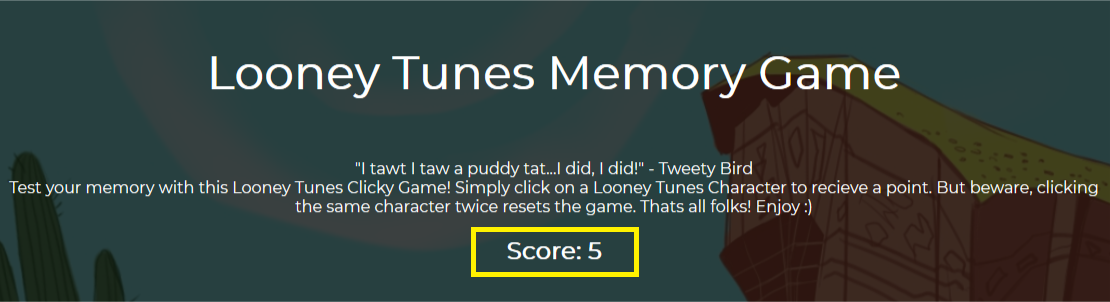 Looney Tunes Memory Game
"I tawt I taw a puddy tat...I did, I did!" - Tweety Bird
Test your memory with this Looney Tunes Clicky Game! Simply click on a Looney Tunes Character to recieve a point. But beware, clicking
the same character twice resets the game. Thats all folks! Enjoy :)
Score: 5